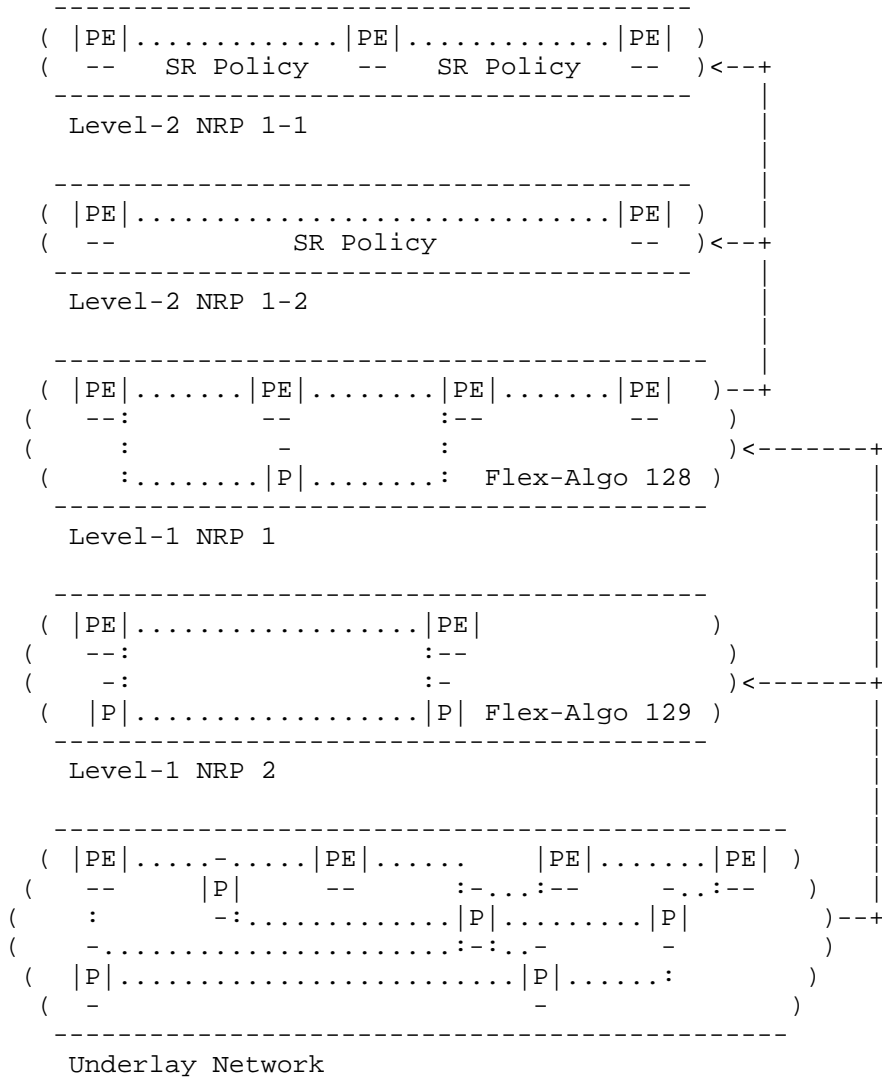 |PE|.............|PE|.............|PE|
SR Policy SR Policy
Level-2 NRP 1-1
|PE|..............................|PE|
SR Policy
Level-2 NRP 1-2
|PE|.......|PE|........|PE|.......|PE|
:........|P|........: Flex-Algo 128
Level-1 NRP 1
|PE|..................|PE|
|P|...................|P| Flex-Algo 129
Level-1 NRP 2
|PE|.....-.....|PE|...... |PE|.......|PE|
|P|
|P|.........|P|
|P|.........................|P|......:
Underlay Network